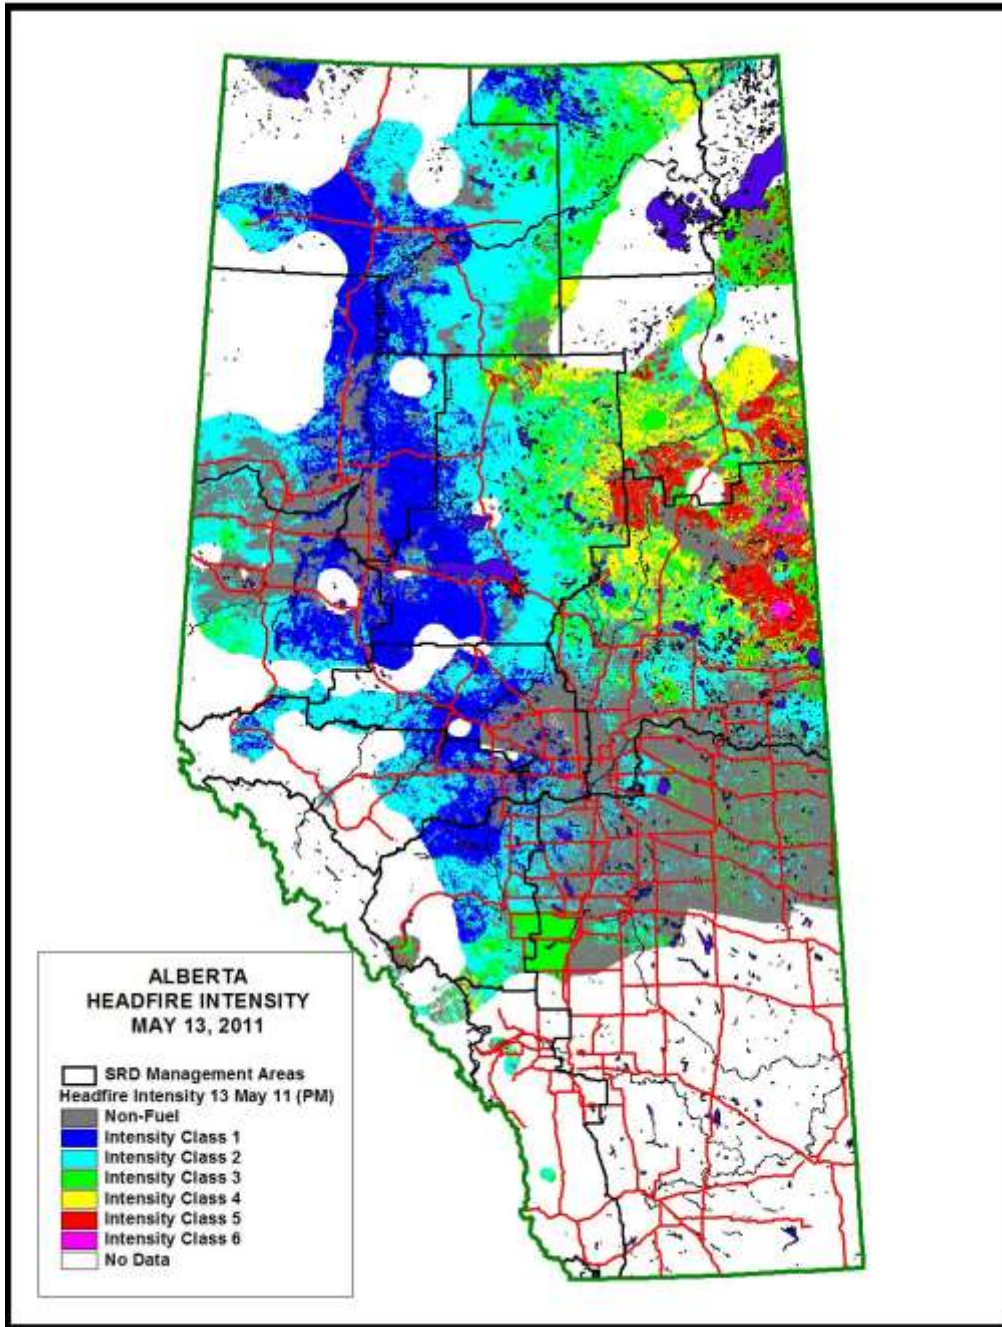 ALBERTA
HEADFIRE INTENSITY
MAY 13, 2011
SRD Management Areas
Headfire Intensity 13 May 11 (PM)
Non-Fuel
Intensity Class 1
Intensity Class 2
Intensity Class 3
Intensity Class 4
Intensity Class 5
Intensity Class 6
No Data